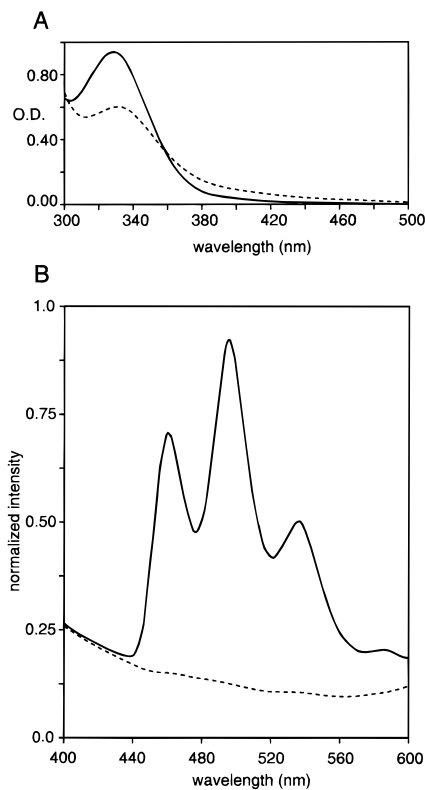 A
0.80
O.D.
0.40
0.00
300 340 380 420 460 500
wavelength (nm)
B
1.0
0.75
normalized intensity
0.50
0.25
0.0
400 440 480 520 560 600
wavelength (nm)